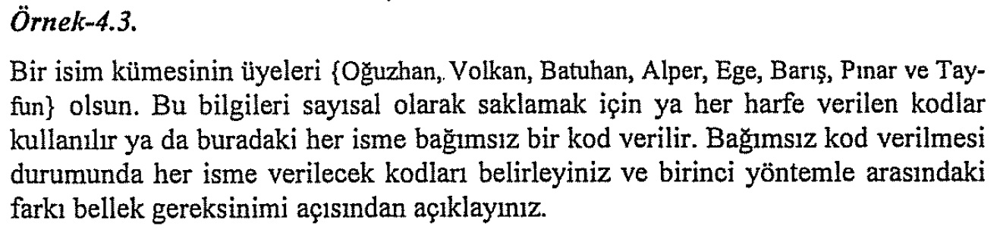 Örnek-4.3.
Bir isim kümesinin üyeleri {Oğuzhan, Volkan, Batuhan, Alper, Ege, Barış, Pınar ve Tay-
fun} olsun. Bu bilgileri sayısal olarak saklamak için ya her harfe verilen kodlar
kullanılır ya da buradaki her isme bağımsız bir kod verilir. Bağımsız kod verilmesi
durumunda her isme verilecek kodları belirleyiniz ve birinci yöntemle arasındaki
farkı bellek gereksinimi açısından açıklayınız.